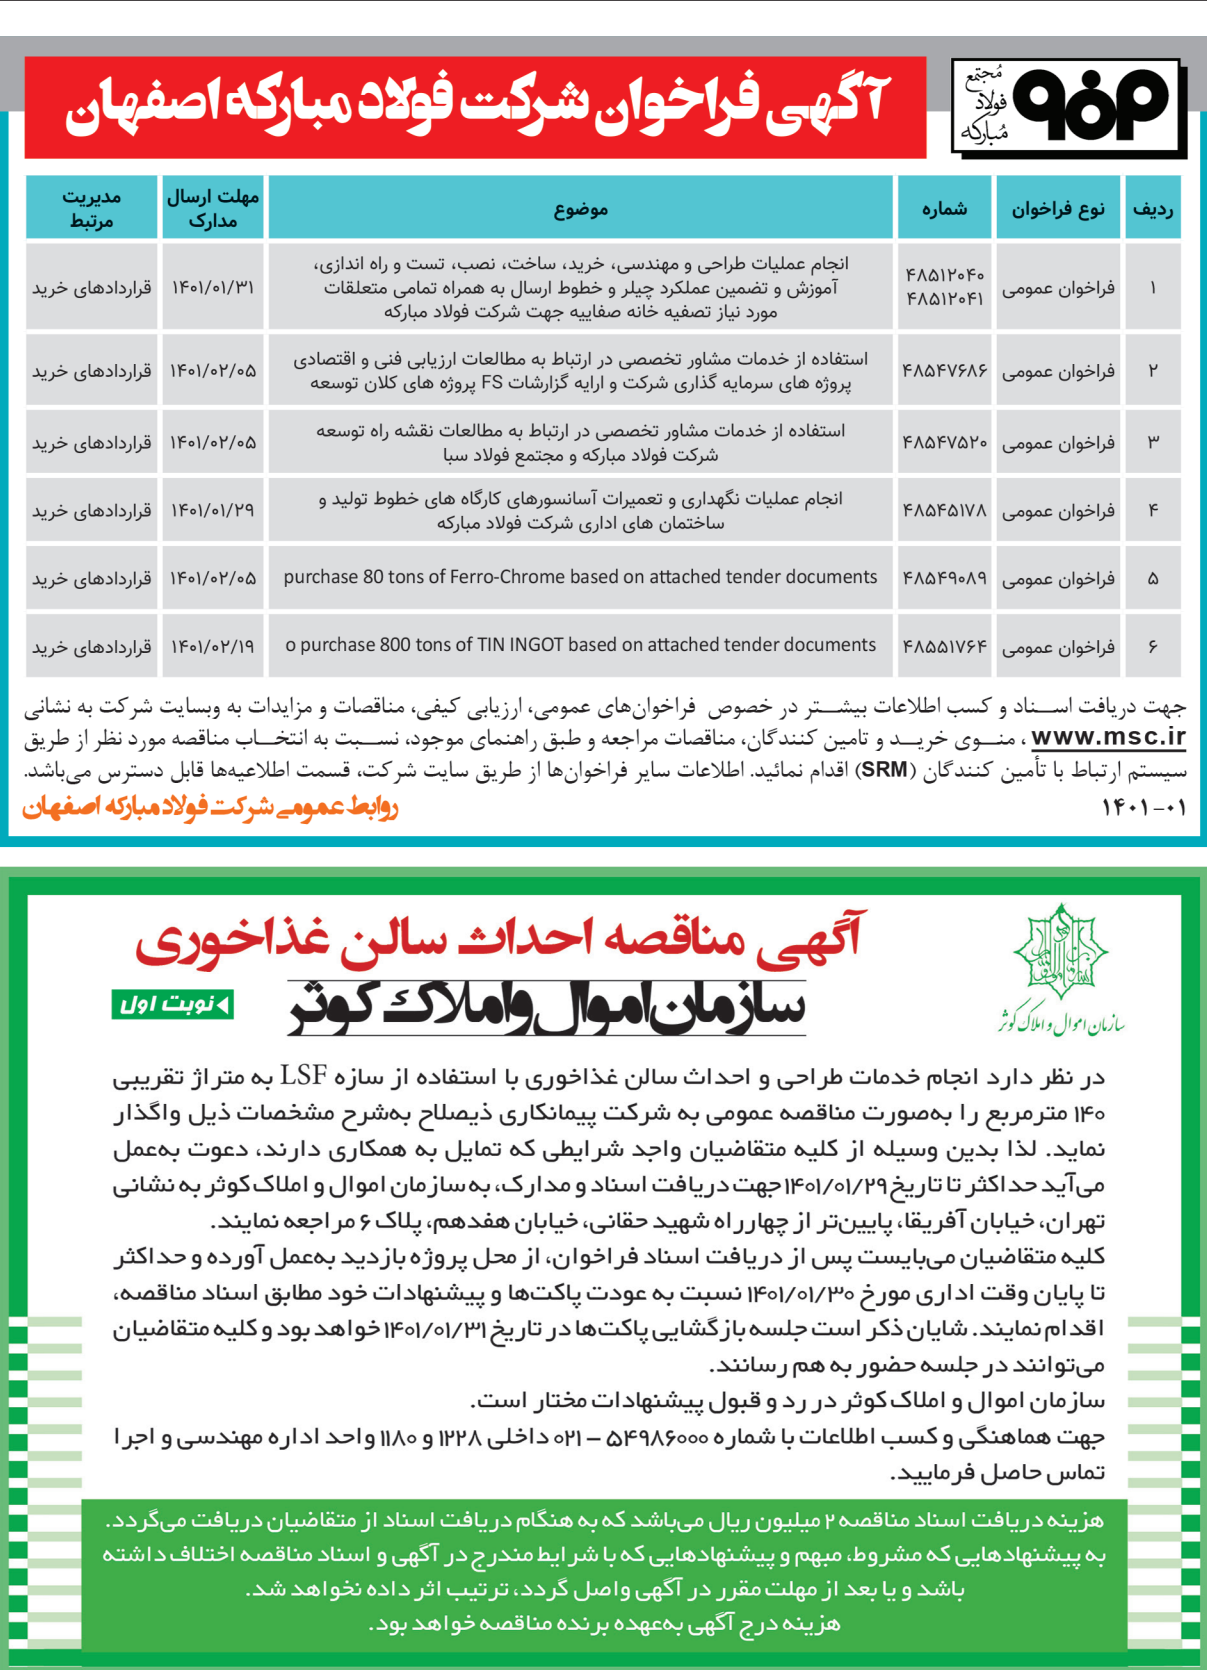 آگهی فراخوان شرکت فولاد مبارکه اصفهان
مُجتمع
فولاد
مُبارکه
ردیف	نوع فراخوان	شماره	موضوع	مهلت ارسال مدارک	مدیریت مرتبط
۱	فراخوان عمومی	۴۸۵۱۲۰۴۰ ۴۸۵۱۲۰۴۱	انجام عملیات طراحی و مهندسی، خرید، ساخت، نصب، تست و راه اندازی،
آموزش و تضمین عملکرد چیلر و خطوط ارسال به همراه تمامی متعلقات
مورد نیاز تصفیه خانه صفاییه جهت شرکت فولاد مبارکه	۱۴۰۱/۰۱/۳۱	قراردادهای خرید
۲	فراخوان عمومی	۴۸۵۴۷۶۸۶	استفاده از خدمات مشاور تخصصی در ارتباط به مطالعات ارزیابی فنی و اقتصادی
پروژه های سرمایه گذاری شرکت و ارایه گزارشات FS پروژه های کلان توسعه	۱۴۰۱/۰۲/۰۵	قراردادهای خرید
۳	فراخوان عمومی	۴۸۵۴۷۵۲۰	استفاده از خدمات مشاور تخصصی در ارتباط به مطالعات نقشه راه توسعه
شرکت فولاد مبارکه و مجتمع فولاد سبا	۱۴۰۱/۰۲/۰۵	قراردادهای خرید
۴	فراخوان عمومی	۴۸۵۴۵۱۷۸	انجام عملیات نگهداری و تعمیرات آسانسورهای کارگاه های خطوط تولید و
ساختمان های اداری شرکت فولاد مبارکه	۱۴۰۱/۰۱/۲۹	قراردادهای خرید
۵	فراخوان عمومی	۴۸۵۴۹۰۸۹	purchase 80 tons of Ferro-Chrome based on attached tender documents	۱۴۰۱/۰۲/۰۵	قراردادهای خرید
۶	فراخوان عمومی	۴۸۵۵۱۷۶۴	o purchase 800 tons of TIN INGOT based on attached tender documents	۱۴۰۱/۰۲/۱۹	قراردادهای خرید
جهت دریافت اسـناد و کسب اطلاعات بیشـتر در خصوص فراخوان‌های عمومی، ارزیابی کیفی، مناقصات و مزایدات به وبسایت شرکت به نشانی
www.msc.ir ، منوی خریـد و تامین کنندگان، مناقصات مراجعه و طبق راهنمای موجود، نسـبت به انتخـاب مناقصه مورد نظر از طریق
سیستم ارتباط با تأمین کنندگان (SRM) اقدام نمائید. اطلاعات سایر فراخوان‌ها از طریق سایت شرکت، قسمت اطلاعیه‌ها قابل دسترس می‌باشد.
۱۴۰۱-۰۱
روابط عمومی شرکت فولاد مبارکه اصفهان
آگهی مناقصه احداث سالن غذاخوری
سازمان اموال و املاک کوثر
نوبت اول
سازمان اموال و املاک کوثر
در نظر دارد انجام خدمات طراحی و احداث سالن غذاخوری با استفاده از سازه LSF به متراژ تقریبی
۱۴۰ مترمربع را به‌صورت مناقصه عمومی به شرکت پیمانکاری ذیصلاح به‌شرح مشخصات ذیل واگذار
نماید. لذا بدین وسیله از کلیه متقاضیان واجد شرایطی که تمایل به همکاری دارند، دعوت به‌عمل
می‌آید حداکثر تا تاریخ ۱۴۰۱/۰۱/۲۹ جهت دریافت اسناد و مدارک، به سازمان اموال و املاک کوثر به نشانی
تهران، خیابان آفریقا، پایین‌تر از چهارراه شهید حقانی، خیابان هفدهم، پلاک ۶ مراجعه نمایند.
کلیه متقاضیان می‌بایست پس از دریافت اسناد فراخوان، از محل پروژه بازدید به‌عمل آورده و حداکثر
تا پایان وقت اداری مورخ ۱۴۰۱/۰۱/۳۰ نسبت به عودت پاکت‌ها و پیشنهادات خود مطابق اسناد مناقصه،
اقدام نمایند. شایان ذکر است جلسه بازگشایی پاکت‌ها در تاریخ ۱۴۰۱/۰۱/۳۱ خواهد بود و کلیه متقاضیان
می‌توانند در جلسه حضور به هم رسانند.
سازمان اموال و املاک کوثر در رد و قبول پیشنهادات مختار است.
جهت هماهنگی و کسب اطلاعات با شماره ۵۴۹۸۶۰۰۰ – ۰۲۱ داخلی ۱۲۲۸ و ۱۱۸۰ واحد اداره مهندسی و اجرا
تماس حاصل فرمایید.
هزینه دریافت اسناد مناقصه ۲ میلیون ریال می‌باشد که به هنگام دریافت اسناد از متقاضیان دریافت می‌گردد.
به پیشنهادهایی که مشروط، مبهم و پیشنهادهایی که با شرایط مندرج در آگهی و اسناد مناقصه اختلاف داشته
باشد و یا بعد از مهلت مقرر در آگهی واصل گردد، ترتیب اثر داده نخواهد شد.
هزینه درج آگهی به‌عهده برنده مناقصه خواهد بود.